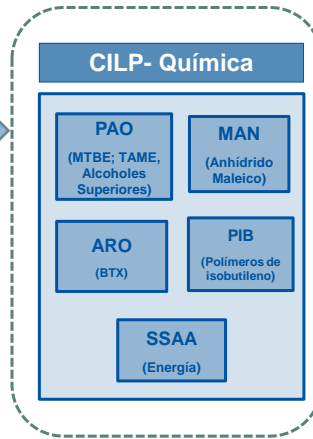 CILP- Química
PAO
(MTBE; TAME,
Alcoholes
Superiores)
MAN
(Anhídrido
Maleico)
ARO
(BTX)
PIB
(Polímeros de
isobutileno)
SSAA
(Energía)